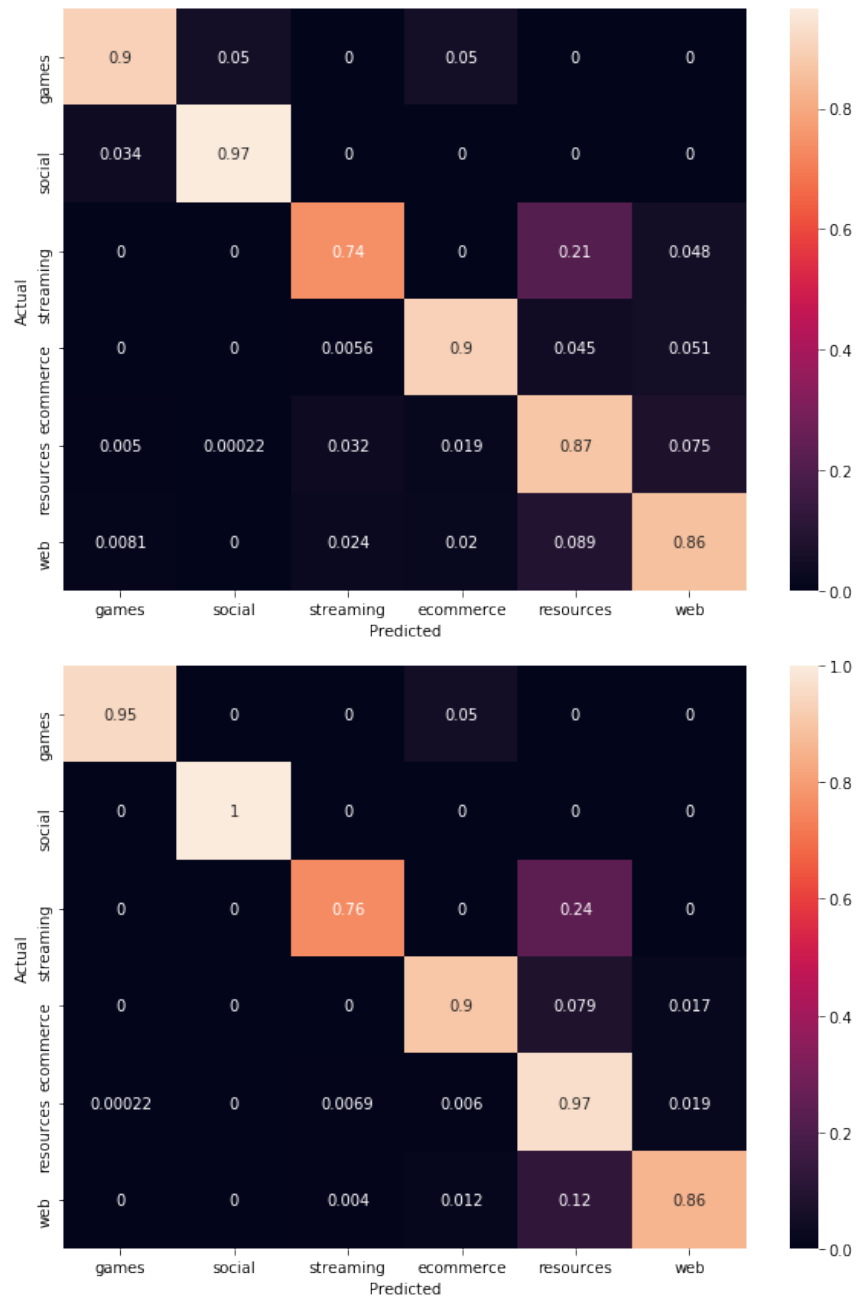 games 0.9 0.05 0 0.05 0 0
social 0.034 0.97 0 0 0 0
streaming 0 0 0.74 0 0.21 0.048
ecommerce 0 0 0.0056 0.9 0.045 0.051
resources 0.005 0.00022 0.032 0.019 0.87 0.075
web 0.0081 0 0.024 0.02 0.089 0.86
Actual
games social streaming ecommerce resources web
Predicted
0.8
0.6
0.4
0.2
0.0
games 0.95 0 0 0.05 0 0
social 0 1 0 0 0 0
streaming 0 0 0.76 0 0.24 0
ecommerce 0 0 0 0.9 0.079 0.017
resources 0.00022 0 0.0069 0.006 0.97 0.019
web 0 0 0.004 0.012 0.12 0.86
Actual
games social streaming ecommerce resources web
Predicted
1.0
0.8
0.6
0.4
0.2
0.0